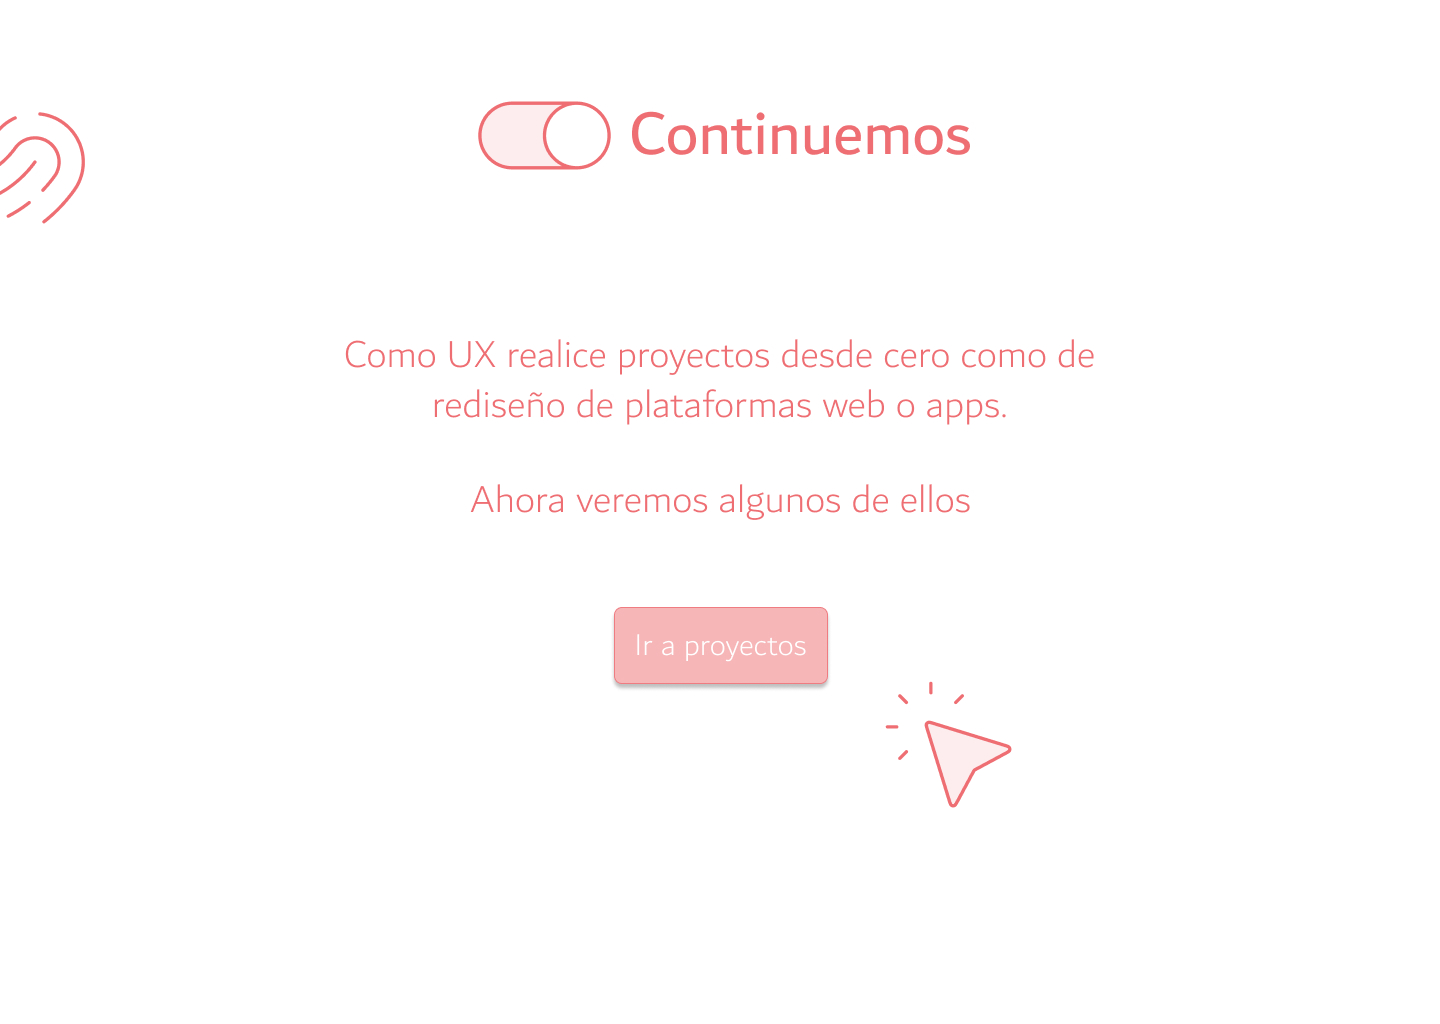 Continuemos
Como UX realice proyectos desde cero como de
rediseño de plataformas web o apps.
Ahora veremos algunos de ellos
Ir a proyectos